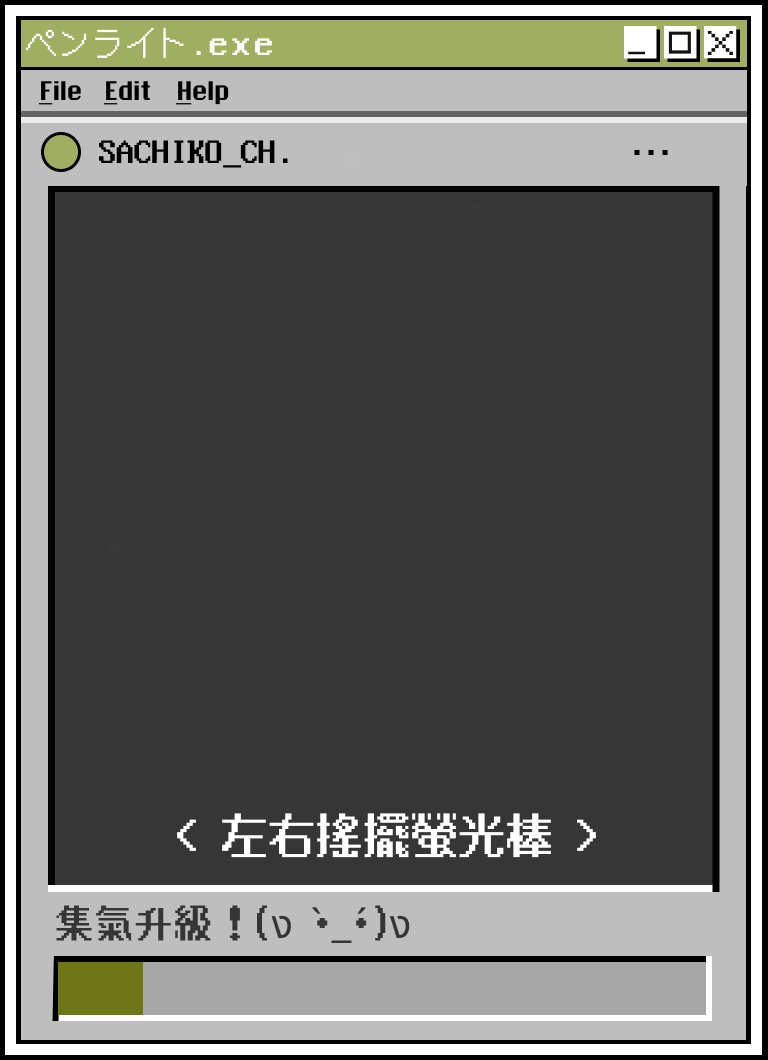 ペンライト.exe
File Edit Help
SACHIKO_CH. ...
< 左右搖擺螢光棒 >
集氣升級！(ง •̀_•́)ง